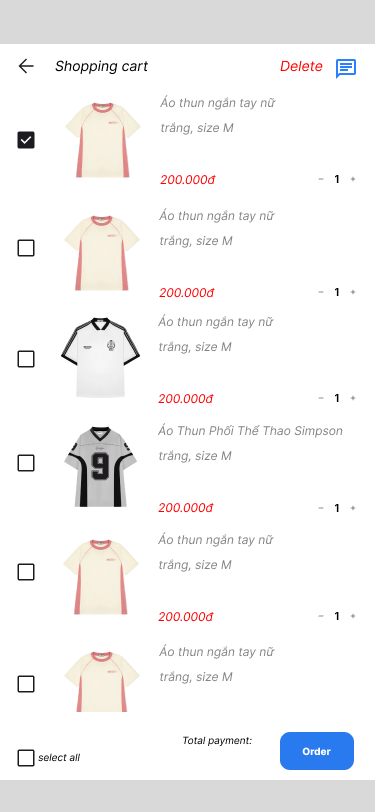 Shopping cart
Delete
Áo thun ngắn tay nữ
trắng, size M
200.000đ
− 1 +
Áo thun ngắn tay nữ
trắng, size M
200.000đ
− 1 +
Áo thun ngắn tay nữ
trắng, size M
200.000đ
− 1 +
Áo Thun Phối Thể Thao Simpson
9
trắng, size M
200.000đ
− 1 +
Áo thun ngắn tay nữ
trắng, size M
200.000đ
− 1 +
Áo thun ngắn tay nữ
trắng, size M
Total payment:
Order
select all